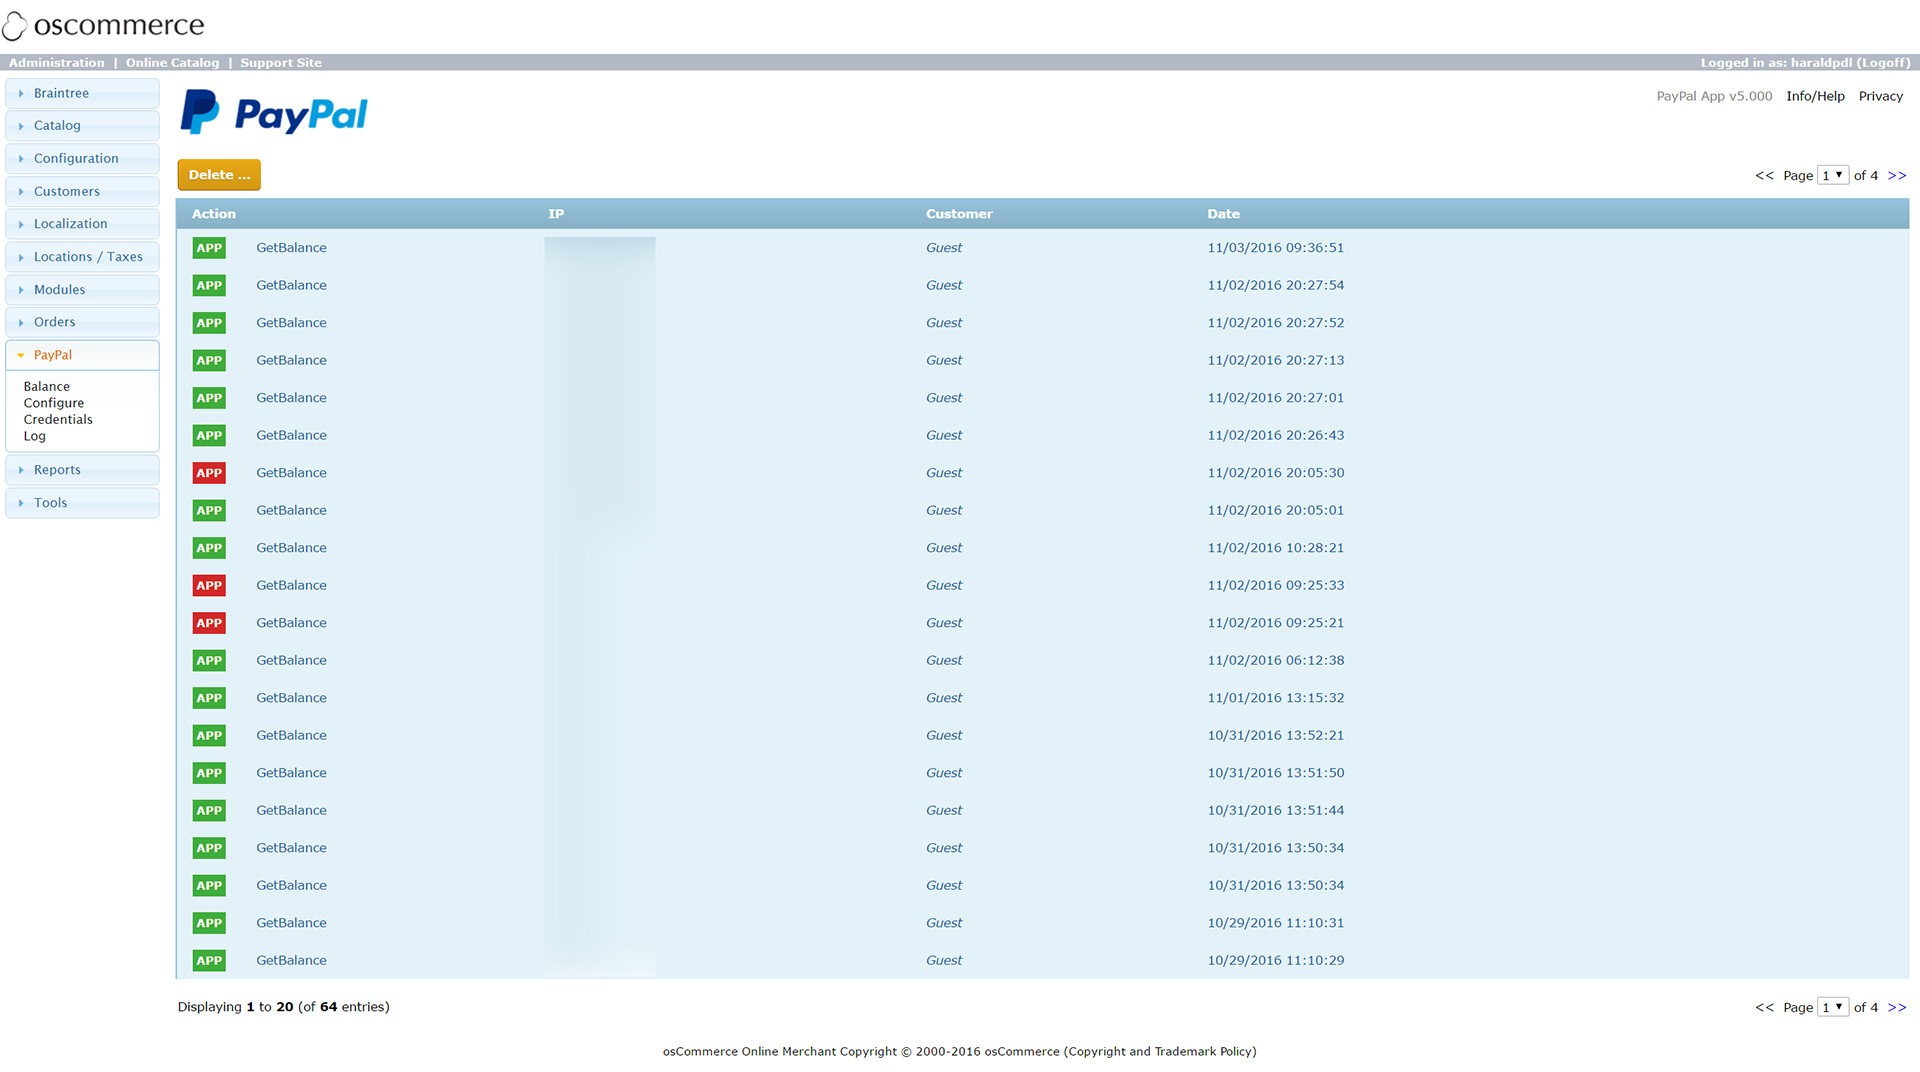 oscommerce
Administration | Online Catalog | Support Site Logged in as: haraldpdl (Logoff)
Braintree
Catalog
Configuration
Customers
Localization
Locations / Taxes
Modules
Orders
PayPal
Balance
Configure
Credentials
Log
Reports
Tools
PayPal
PayPal App v5.000 Info/Help Privacy
Delete ...
<< Page 1 of 4 >>
Action IP Customer Date
APP GetBalance Guest 11/03/2016 09:36:51
APP GetBalance Guest 11/02/2016 20:27:54
APP GetBalance Guest 11/02/2016 20:27:52
APP GetBalance Guest 11/02/2016 20:27:13
APP GetBalance Guest 11/02/2016 20:27:01
APP GetBalance Guest 11/02/2016 20:26:43
APP GetBalance Guest 11/02/2016 20:05:30
APP GetBalance Guest 11/02/2016 20:05:01
APP GetBalance Guest 11/02/2016 10:28:21
APP GetBalance Guest 11/02/2016 09:25:33
APP GetBalance Guest 11/02/2016 09:25:21
APP GetBalance Guest 11/02/2016 06:12:38
APP GetBalance Guest 11/01/2016 13:15:32
APP GetBalance Guest 10/31/2016 13:52:21
APP GetBalance Guest 10/31/2016 13:51:50
APP GetBalance Guest 10/31/2016 13:51:44
APP GetBalance Guest 10/31/2016 13:50:34
APP GetBalance Guest 10/31/2016 13:50:34
APP GetBalance Guest 10/29/2016 11:10:31
APP GetBalance Guest 10/29/2016 11:10:29
Displaying 1 to 20 (of 64 entries)
<< Page 1 of 4 >>
osCommerce Online Merchant Copyright © 2000-2016 osCommerce (Copyright and Trademark Policy)